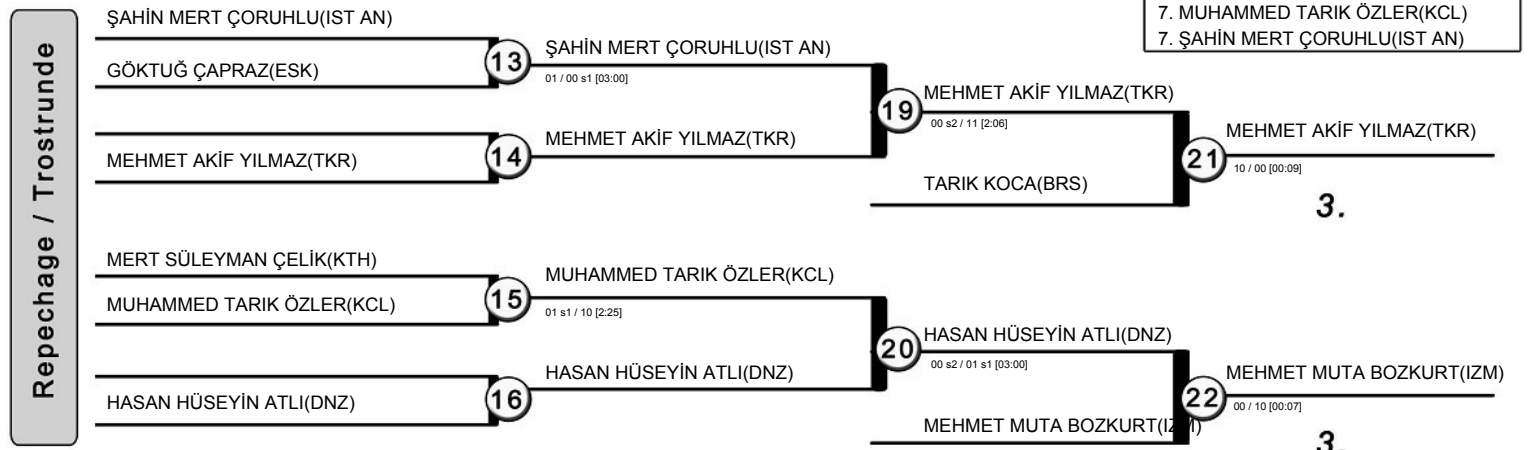 Repechage / Trostrunde
7. MUHAMMED TARIK ÖZLER(KCL)
7. ŞAHİN MERT ÇORUHLU(IST AN)
ŞAHİN MERT ÇORUHLU(IST AN)
GÖKTUĞ ÇAPRAZ(ESK)
13
ŞAHİN MERT ÇORUHLU(IST AN)
01 / 00 s1 [03:00]
MEHMET AKİF YILMAZ(TKR)
14
MEHMET AKİF YILMAZ(TKR)
19
MEHMET AKİF YILMAZ(TKR)
00 s2 / 11 [2:06]
TARIK KOCA(BRS)
21
MEHMET AKİF YILMAZ(TKR)
10 / 00 [00:09]
3.
MERT SÜLEYMAN ÇELİK(KTH)
MUHAMMED TARIK ÖZLER(KCL)
15
MUHAMMED TARIK ÖZLER(KCL)
01 s1 / 10 [2:25]
HASAN HÜSEYİN ATLI(DNZ)
16
HASAN HÜSEYİN ATLI(DNZ)
20
HASAN HÜSEYİN ATLI(DNZ)
00 s2 / 01 s1 [03:00]
MEHMET MUTA BOZKURT(IZM)
22
MEHMET MUTA BOZKURT(IZM)
00 / 10 [00:07]
3.